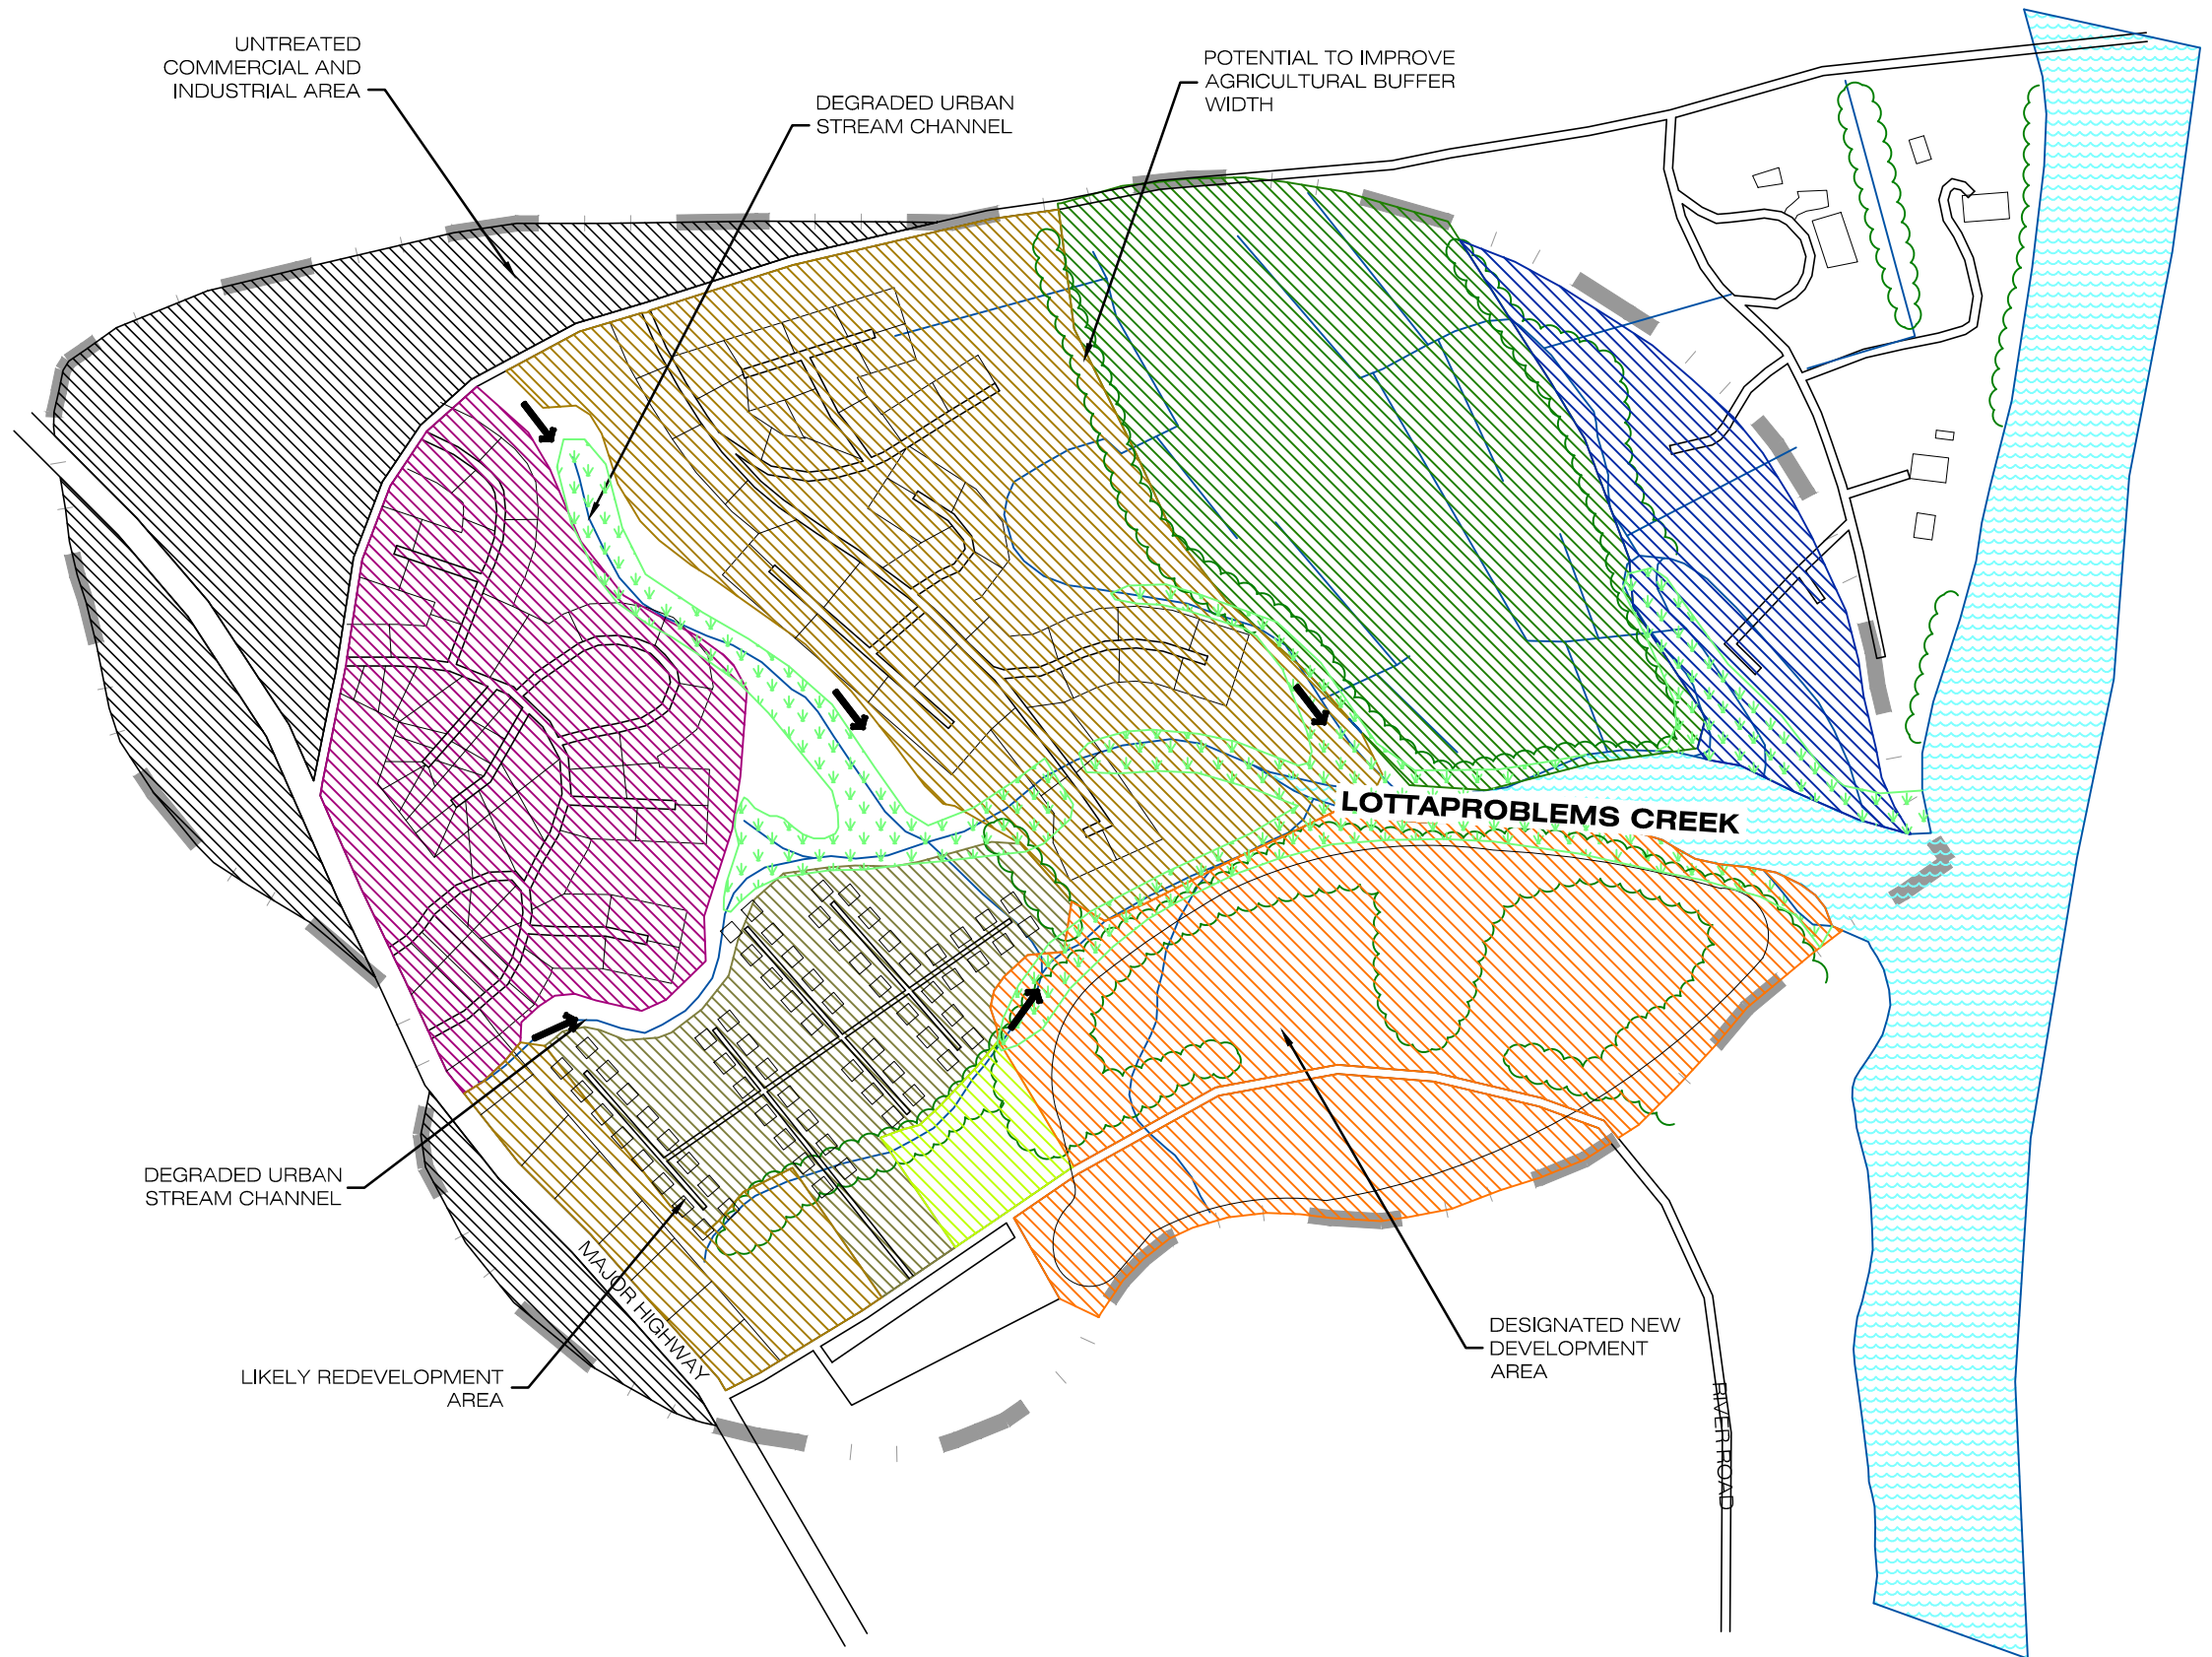 UNTREATED
COMMERCIAL AND
INDUSTRIAL AREA
DEGRADED URBAN
STREAM CHANNEL
POTENTIAL TO IMPROVE
AGRICULTURAL BUFFER
WIDTH
LOTTAPROBLEMS CREEK
DEGRADED URBAN
STREAM CHANNEL
MAJOR HIGHWAY
LIKELY REDEVELOPMENT
AREA
DESIGNATED NEW
DEVELOPMENT
AREA
RIVER ROAD